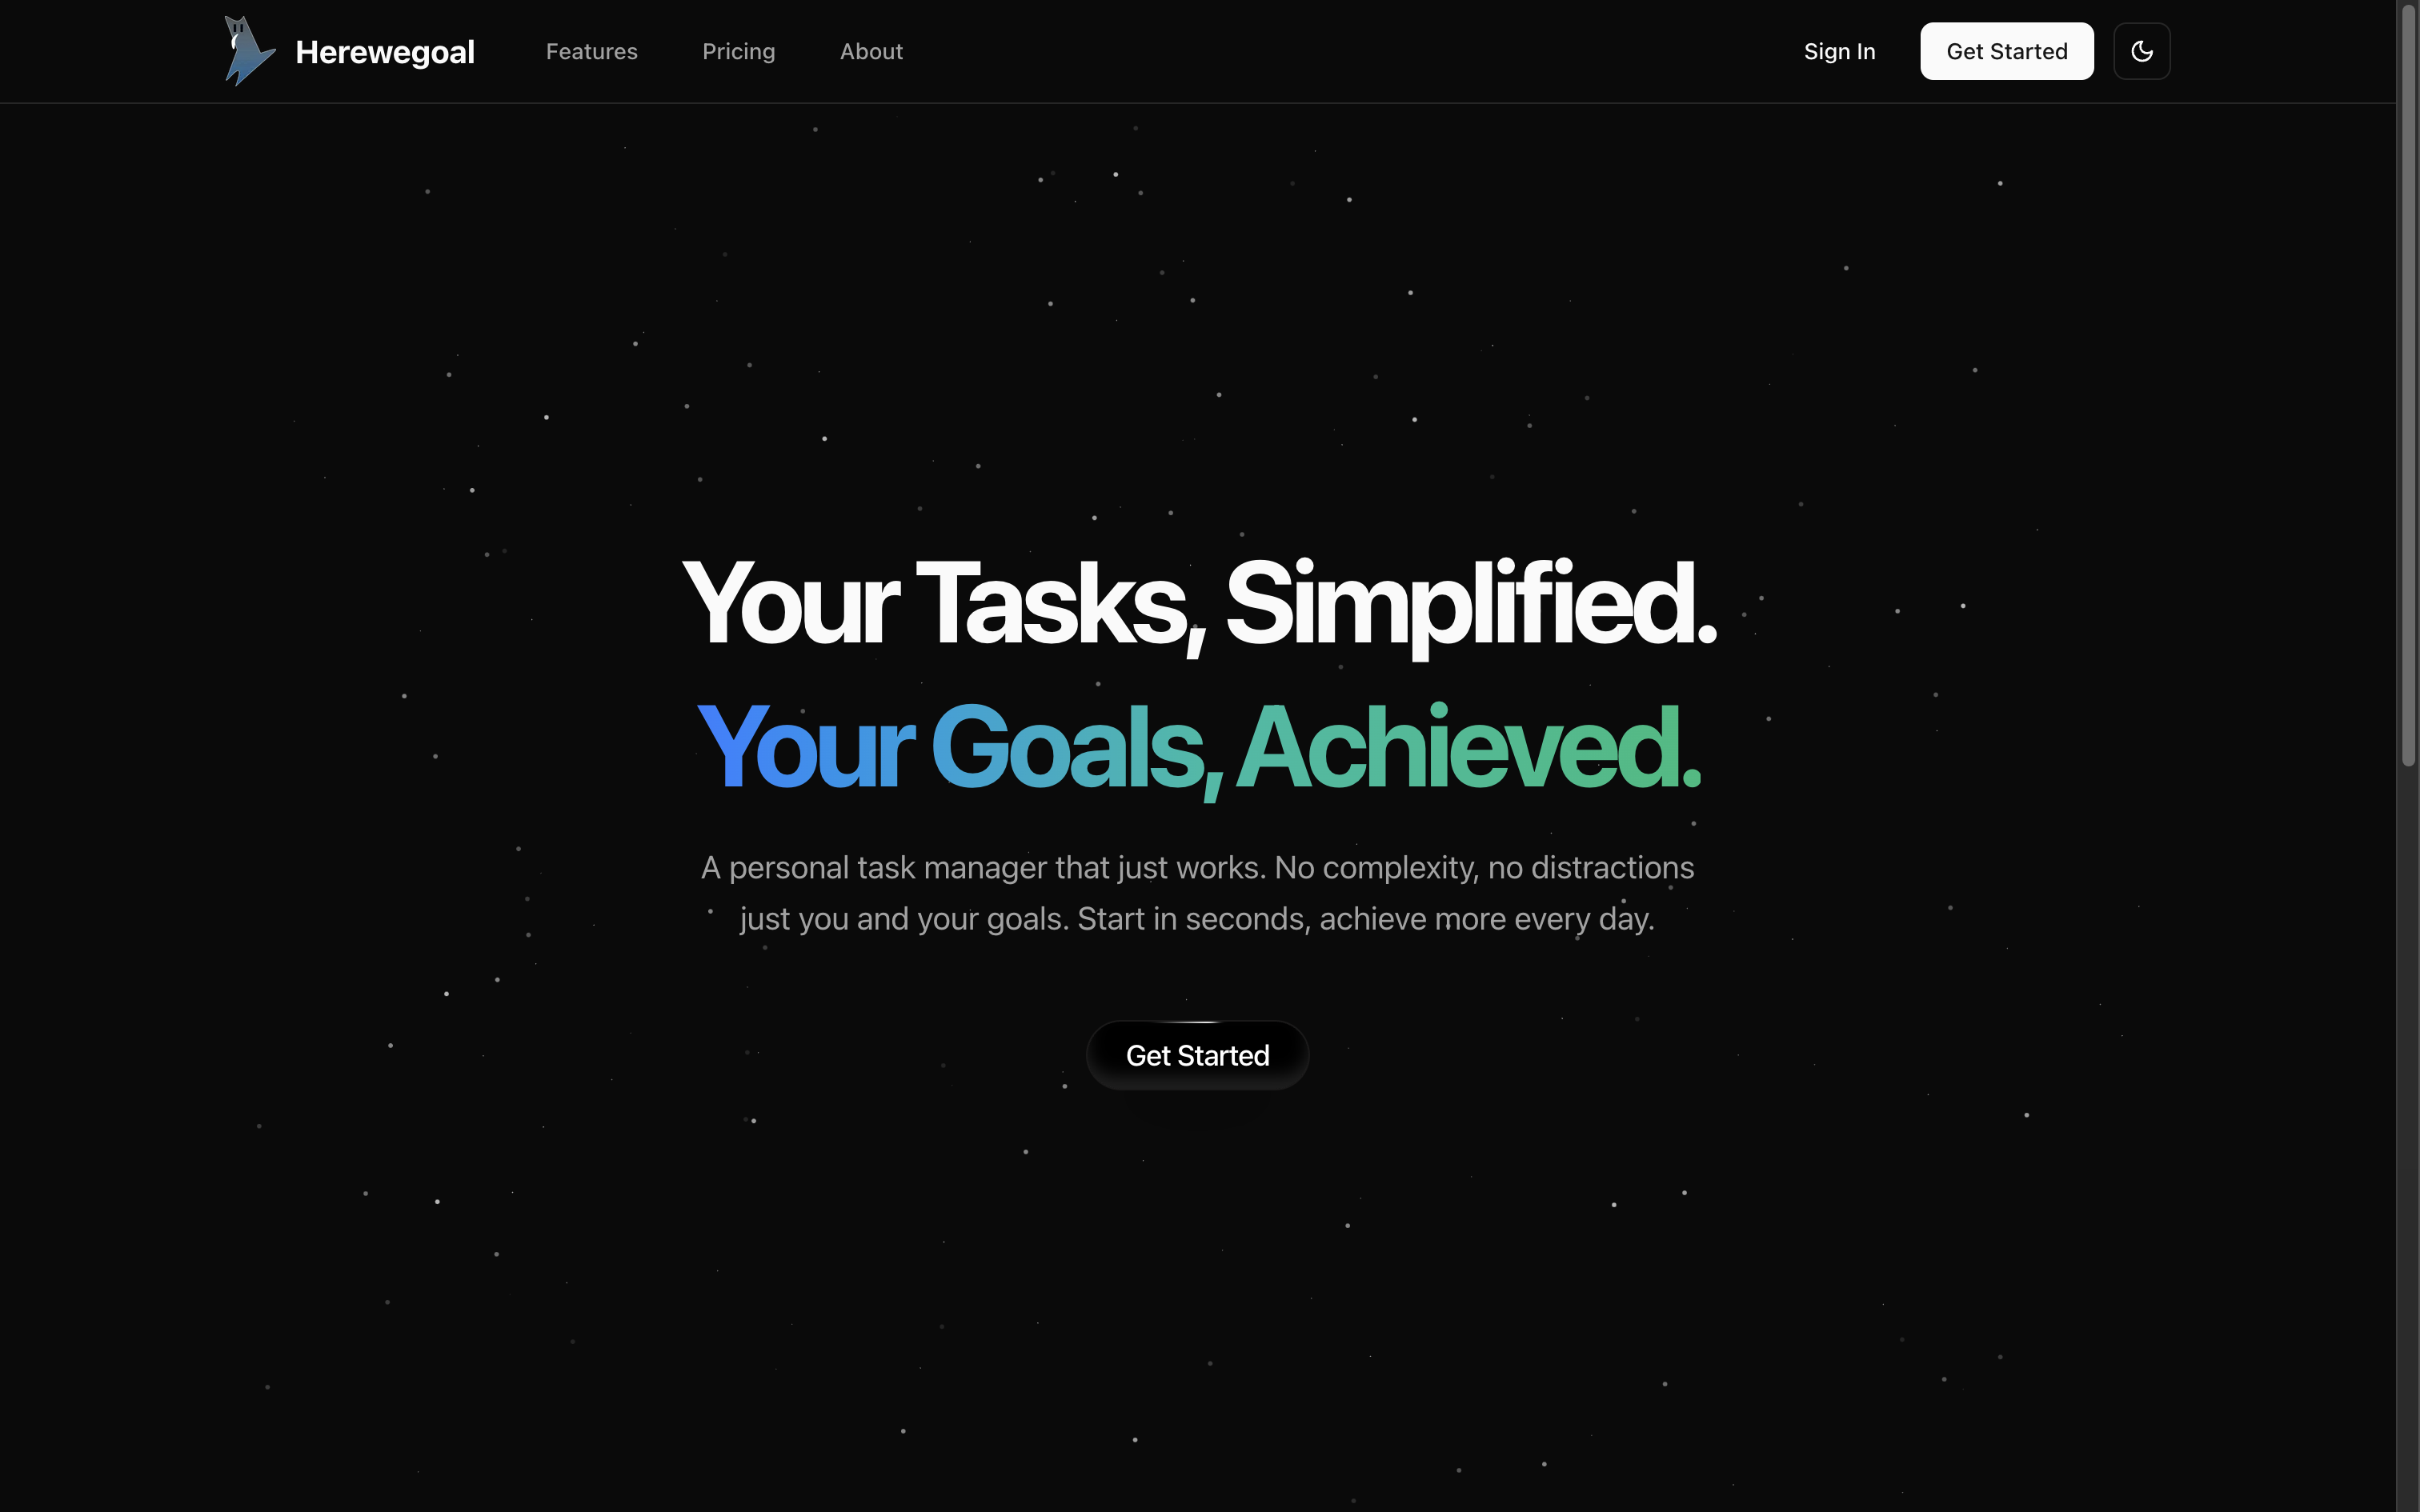 Herewegoal
Features
Pricing
About
Sign In
Get Started
Your Tasks, Simplified.
Your Goals, Achieved.
A personal task manager that just works. No complexity, no distractions
just you and your goals. Start in seconds, achieve more every day.
Get Started